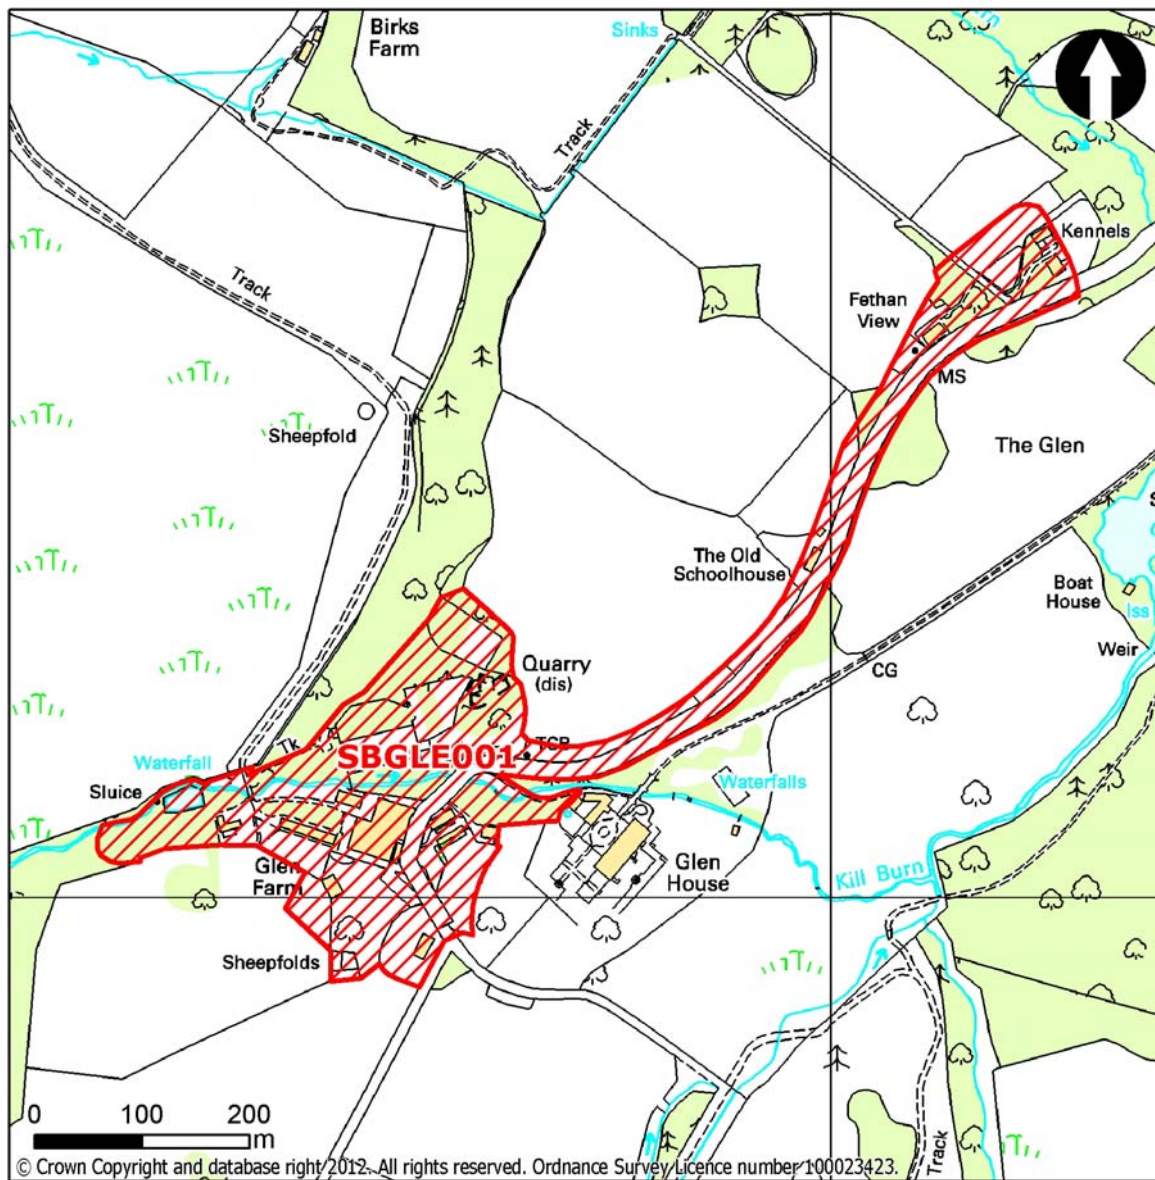 Birks
Farm
Sinks
Track
Kennels
Track
Fethan
View
MS
Sheepfold
The Glen
The Old
Schoolhouse
Boat
House
Iss
Weir
CG
Quarry
(dis)
Tk
TCB
SBGLE001
Waterfall
Sluice
Waterfalls
Glen
Farm
Glen
House
Kill Burn
Sheepfolds
Track
0 100 200
m
© Crown Copyright and database right 2012. All rights reserved. Ordnance Survey Licence number 100023423.